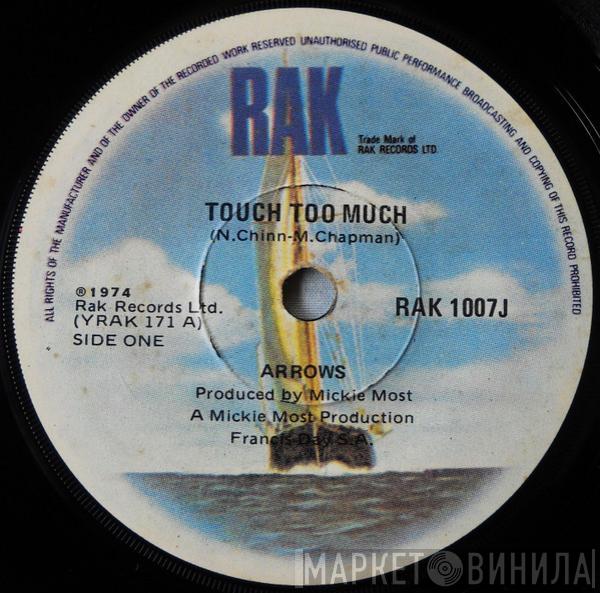 ALL RIGHTS OF THE MANUFACTURER AND OF THE OWNER OF THE RECORDED WORK RESERVED UNAUTHORISED PUBLIC PERFORMANCE BROADCASTING AND COPYING OF THIS RECORD PROHIBITED
RAK
Trade Mark of
RAK RECORDS LTD
TOUCH TOO MUCH
(N.Chinn-M.Chapman)
℗1974
Rak Records Ltd.
(YRAK 171 A)
SIDE ONE
RAK 1007J
ARROWS
Produced by Mickie Most
A Mickie Most Production
Francis Day S.A.
МАРКЕТ ВИНИЛА